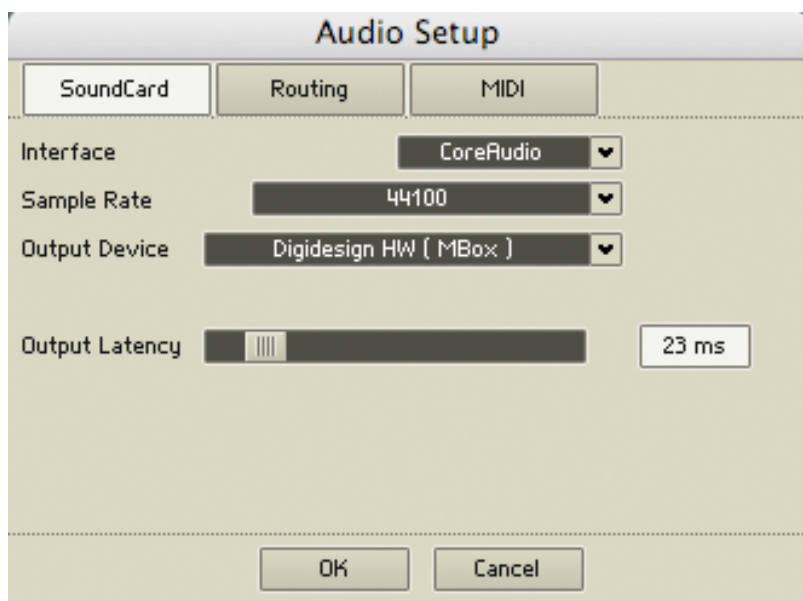 Audio Setup
SoundCard Routing MIDI
Interface CoreAudio
Sample Rate 44100
Output Device Digidesign HW ( MBox )
Output Latency 23 ms
OK Cancel